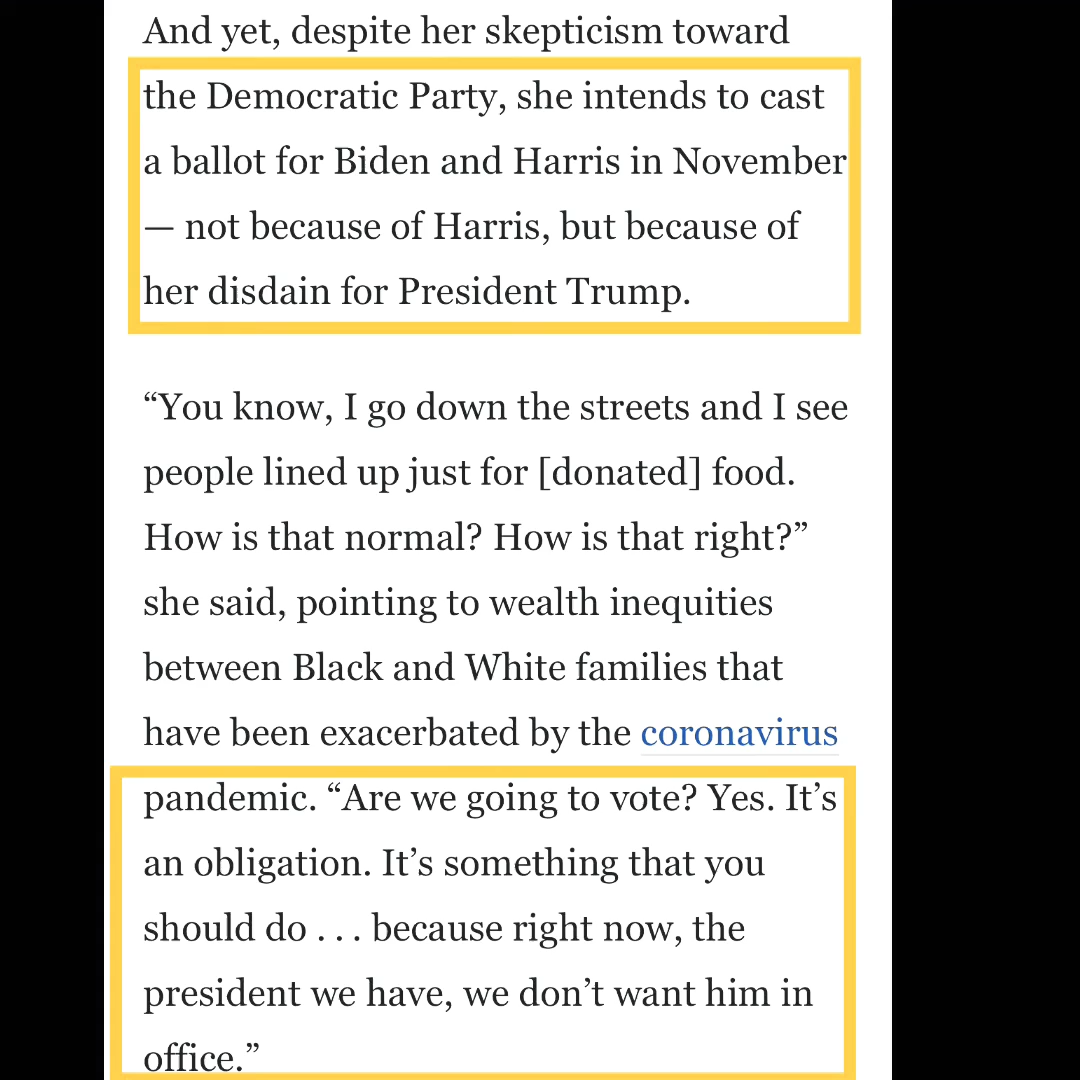 And yet, despite her skepticism toward
the Democratic Party, she intends to cast
a ballot for Biden and Harris in November
— not because of Harris, but because of
her disdain for President Trump.
“You know, I go down the streets and I see
people lined up just for [donated] food.
How is that normal? How is that right?”
she said, pointing to wealth inequities
between Black and White families that
have been exacerbated by the coronavirus
pandemic. “Are we going to vote? Yes. It’s
an obligation. It’s something that you
should do . . . because right now, the
president we have, we don’t want him in
office.”